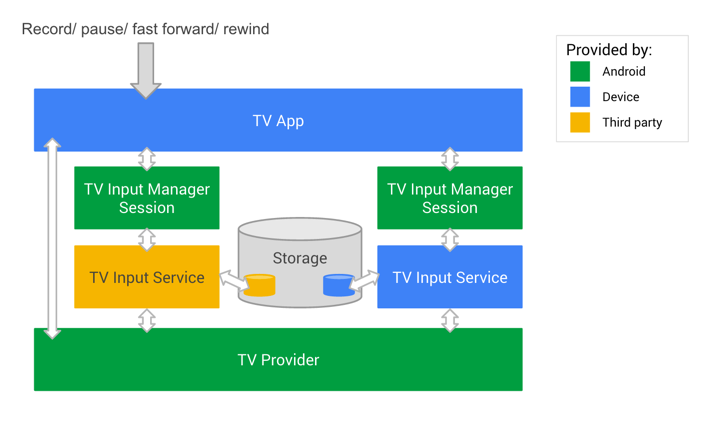 Record/ pause/ fast forward/ rewind
Provided by:
Android
Device
Third party
TV App
TV Input Manager
Session
TV Input Manager
Session
Storage
TV Input Service
TV Input Service
TV Provider